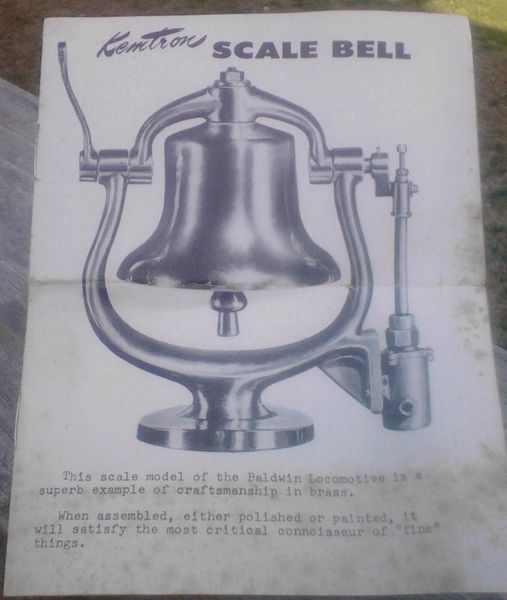 Kemtron SCALE BELL
This scale model of the Baldwin Locomotive is a
superb example of craftsmanship in brass.
When assembled, either polished or painted, it
will satisfy the most critical connoisseur of "fine"
things.